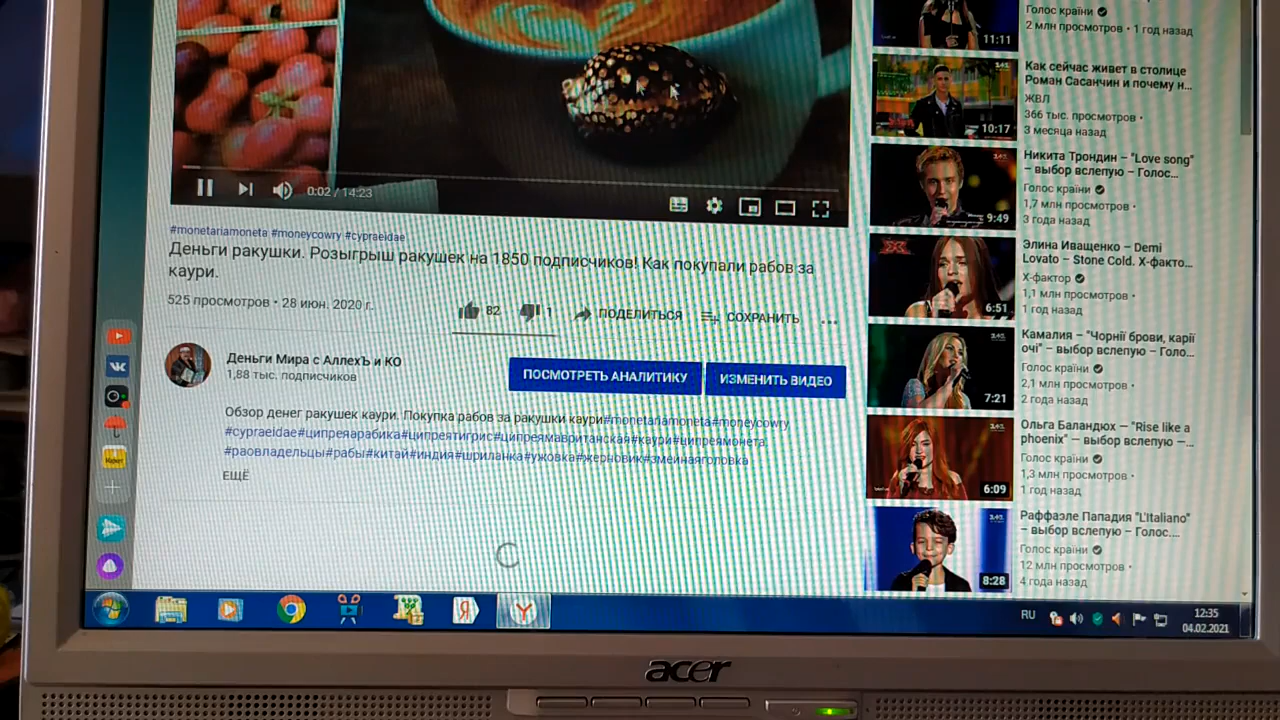 0:02 / 14:23
#monetariamoneta #moneycowry #cypraeidae
Деньги ракушки. Розыгрыш ракушек на 1850 подписчиков! Как покупали рабов за
каури.
525 просмотров • 28 июн. 2020 г.
82
1
ПОДЕЛИТЬСЯ
СОХРАНИТЬ
Деньги Мира с АллехЪ и КО
1,88 тыс. подписчиков
ПОСМОТРЕТЬ АНАЛИТИКУ
ИЗМЕНИТЬ ВИДЕО
Обзор денег ракушек каури. Покупка рабов за ракушки каури#monetariamoneta#moneycowry
#cypraeidae#ципреяарабика#ципреятигрис#ципреямавританская#каури#ципреямонета
#раовладельцы#рабы#китай#индия#шриланка#ужовка#жерновик#змеинаяголовка
ЕЩЁ
11:11
Голос країни
2 млн просмотров • 1 год назад
10:17
Как сейчас живет в столице
Роман Сасанчин и почему н...
ЖВЛ
366 тыс. просмотров •
3 месяца назад
9:49
Никита Трондин – "Love song"
– выбор вслепую – Голос...
Голос країни
1,7 млн просмотров •
3 года назад
6:51
Элина Иващенко – Demi
Lovato – Stone Cold. Х-факто...
Х-фактор
1,1 млн просмотров •
1 год назад
7:21
Камалия – "Чорнії брови, карії
очі" – выбор вслепую – Голо...
Голос країни
2,1 млн просмотров •
2 года назад
6:09
Ольга Баландюх – "Rise like a
phoenix" – выбор вслепую –...
Голос країни
1,3 млн просмотров •
1 год назад
8:28
Раффаэле Пападия "L'Italiano"
– выбор вслепую – Голос....
Голос країни
12 млн просмотров •
4 года назад
RU
12:35
04.02.2021
acer